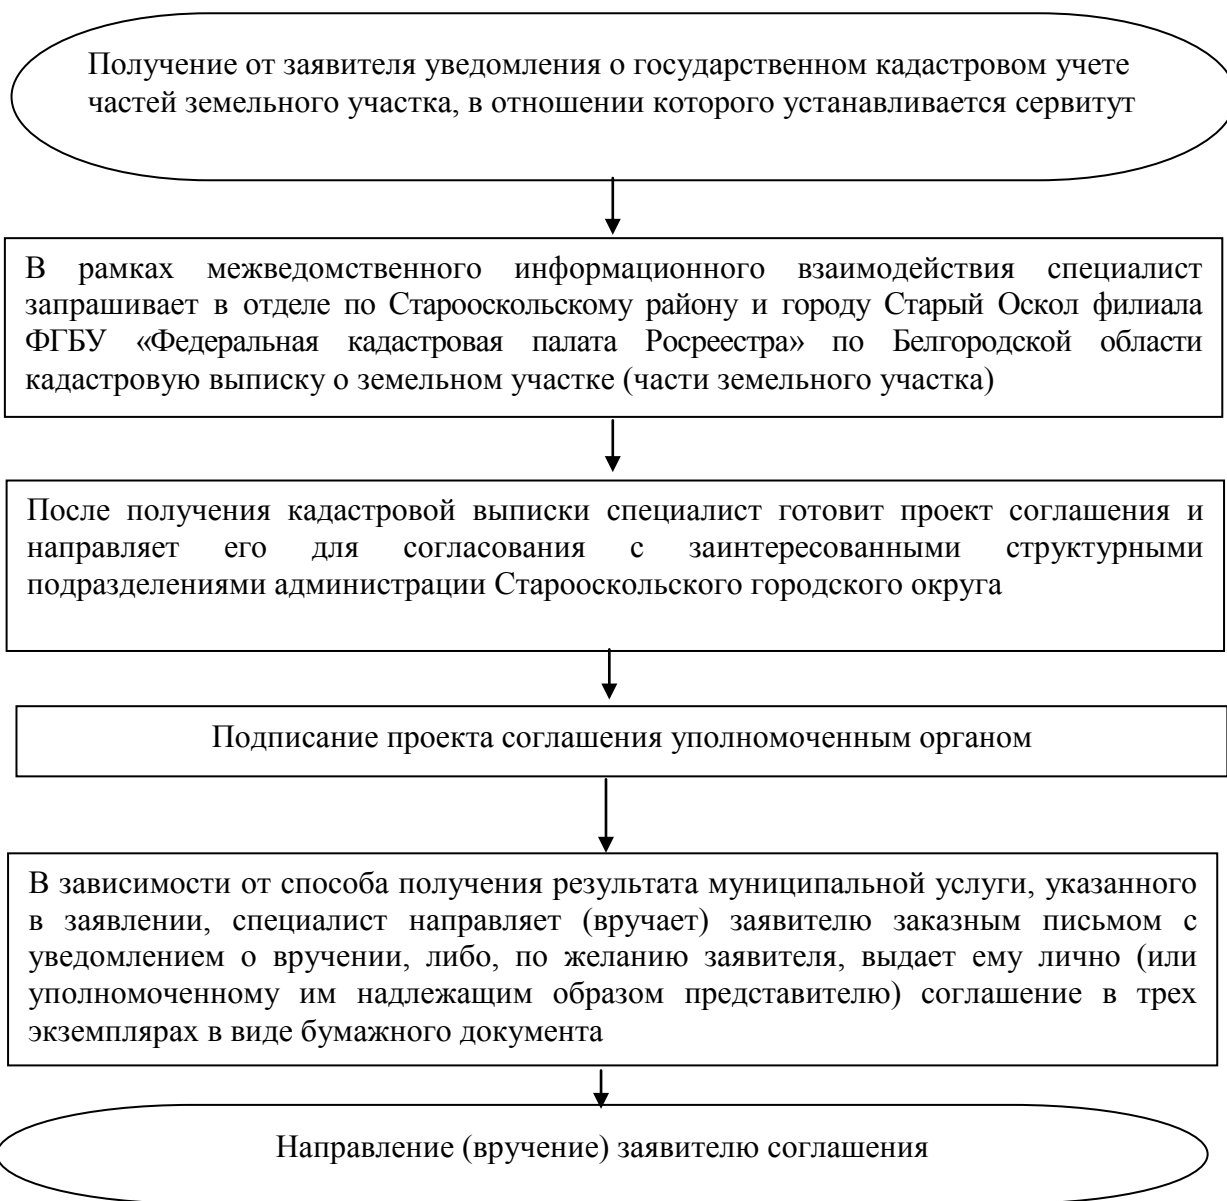 Получение от заявителя уведомления о государственном кадастровом учете
частей земельного участка, в отношении которого устанавливается сервитут
В рамках межведомственного информационного взаимодействия специалист
запрашивает в отделе по Старооскольскому району и городу Старый Оскол филиала
ФГБУ «Федеральная кадастровая палата Росреестра» по Белгородской области
кадастровую выписку о земельном участке (части земельного участка)
После получения кадастровой выписки специалист готовит проект соглашения и
направляет его для согласования с заинтересованными структурными
подразделениями администрации Старооскольского городского округа
Подписание проекта соглашения уполномоченным органом
В зависимости от способа получения результата муниципальной услуги, указанного
в заявлении, специалист направляет (вручает) заявителю заказным письмом с
уведомлением о вручении, либо, по желанию заявителя, выдает ему лично (или
уполномоченному им надлежащим образом представителю) соглашение в трех
экземплярах в виде бумажного документа
Направление (вручение) заявителю соглашения